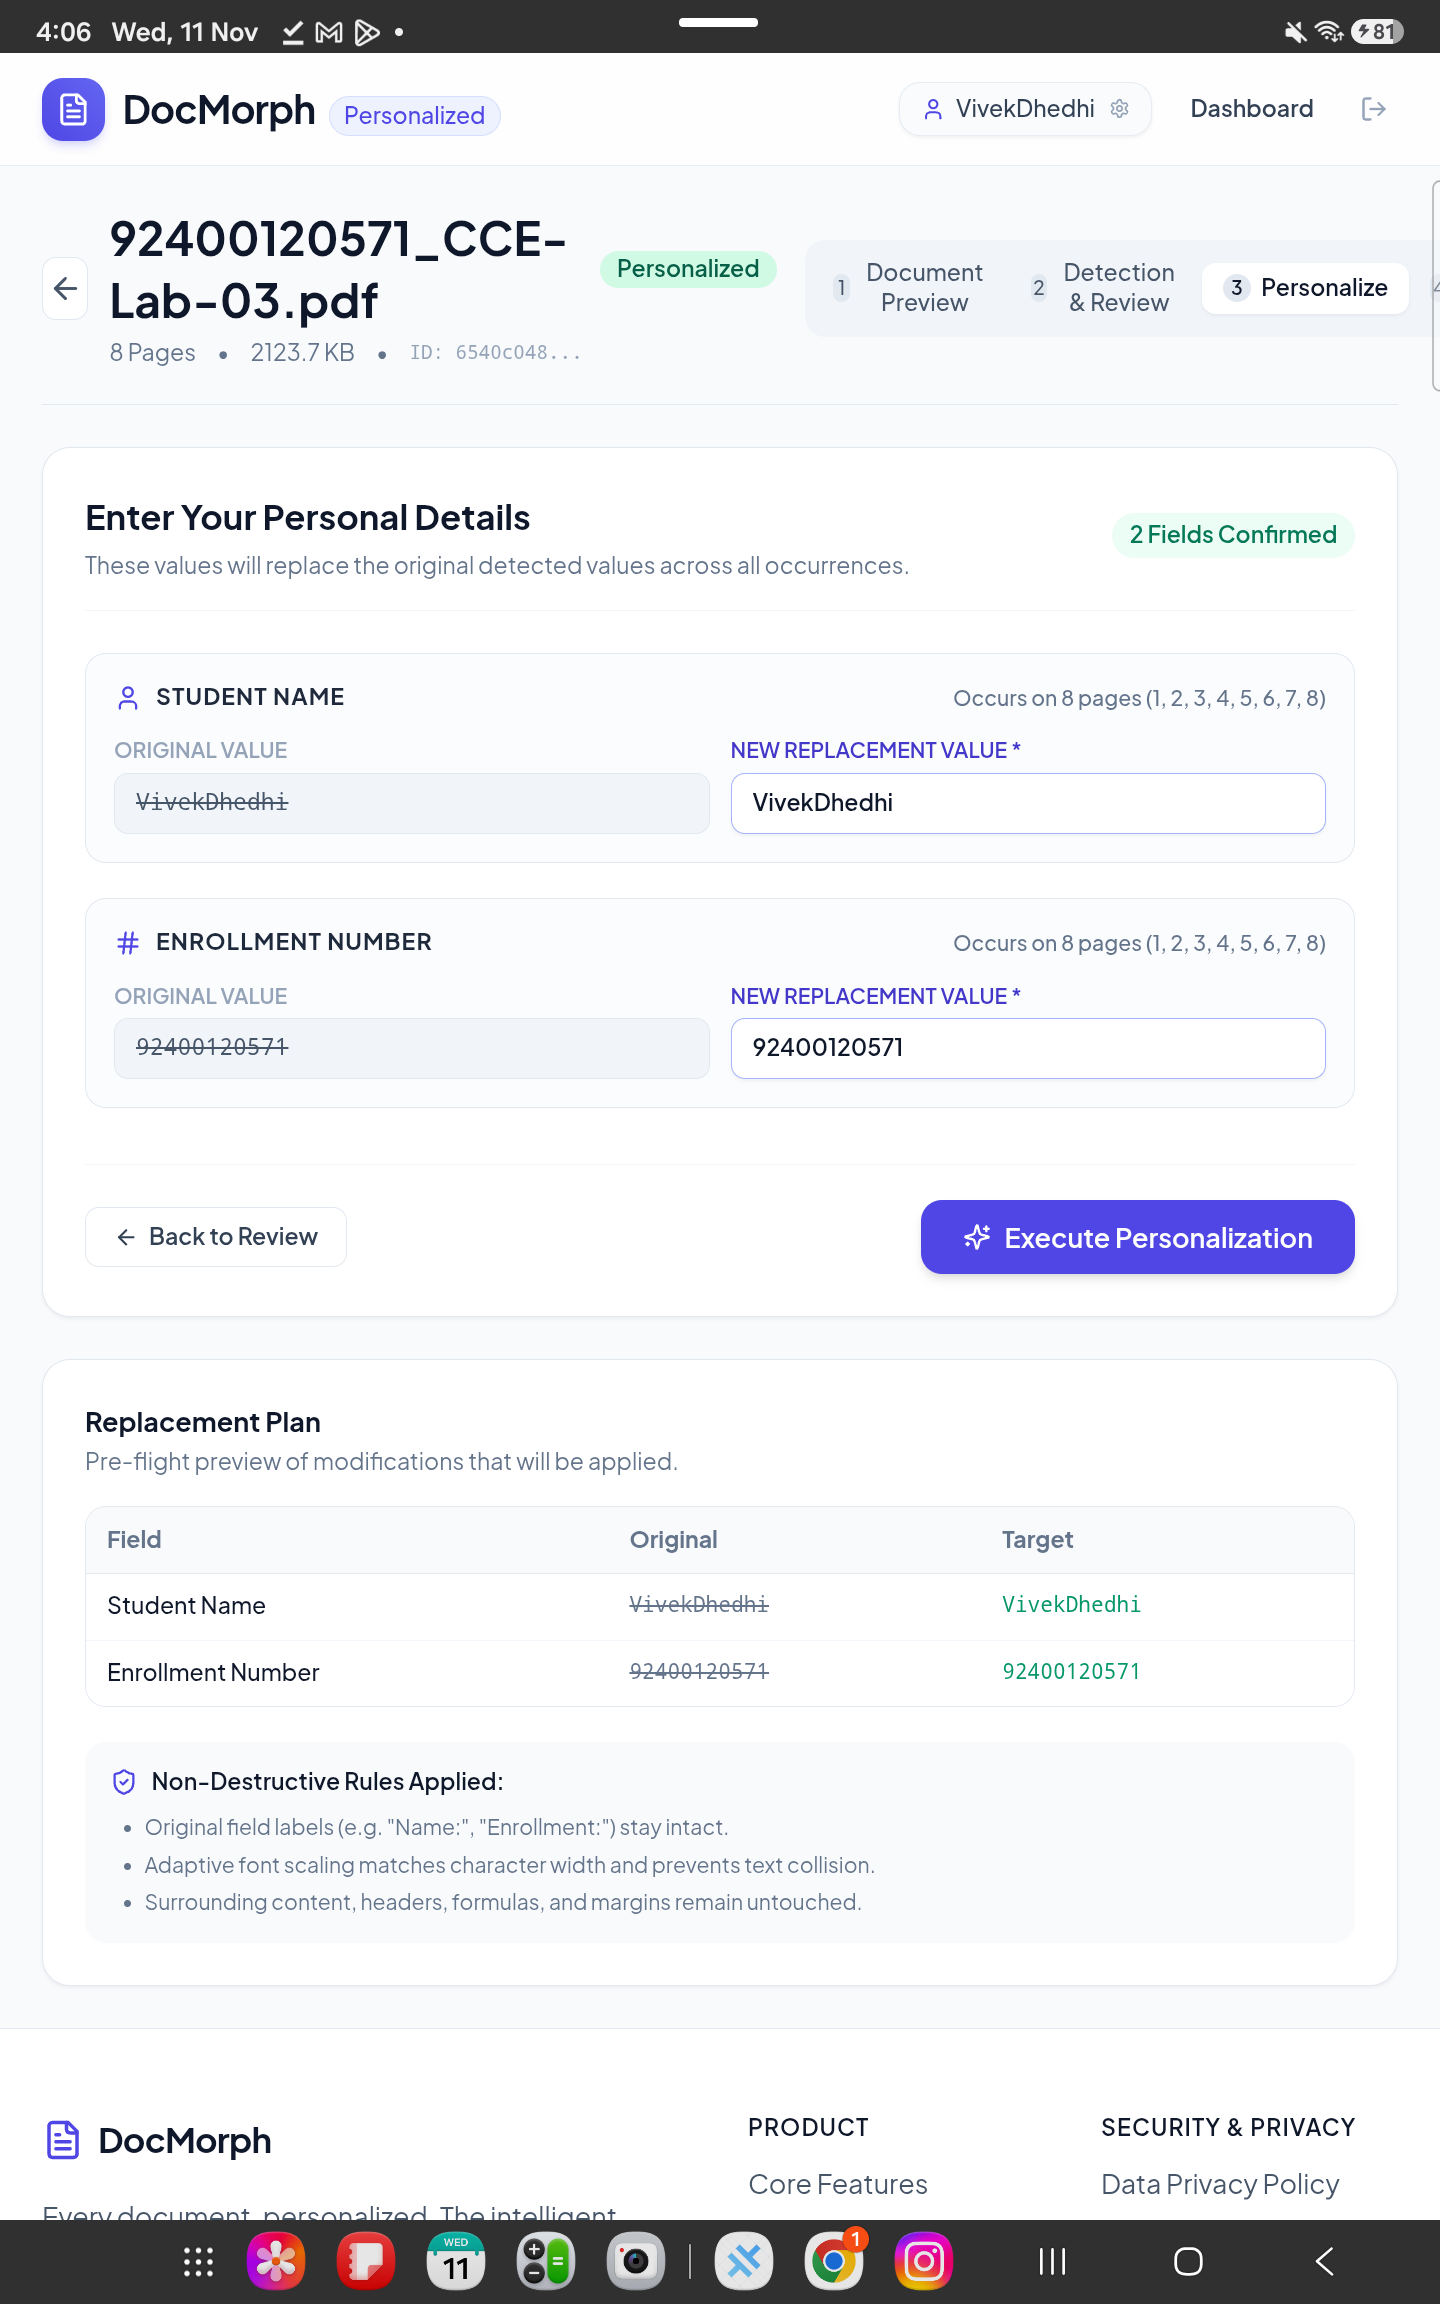 4:06 Wed, 11 Nov
81
DocMorph Personalized
VivekDhedhi
Dashboard
92400120571_CCE-
Lab-03.pdf
Personalized
8 Pages • 2123.7 KB • ID: 6540c048...
1 Document
Preview
2 Detection
& Review
3 Personalize
Enter Your Personal Details
2 Fields Confirmed
These values will replace the original detected values across all occurrences.
STUDENT NAME
Occurs on 8 pages (1, 2, 3, 4, 5, 6, 7, 8)
ORIGINAL VALUE
NEW REPLACEMENT VALUE *
VivekDhedhi
VivekDhedhi
# ENROLLMENT NUMBER
Occurs on 8 pages (1, 2, 3, 4, 5, 6, 7, 8)
ORIGINAL VALUE
NEW REPLACEMENT VALUE *
92400120571
92400120571
Back to Review
Execute Personalization
Replacement Plan
Pre-flight preview of modifications that will be applied.
Field Original Target
Student Name VivekDhedhi VivekDhedhi
Enrollment Number 92400120571 92400120571
Non-Destructive Rules Applied:
• Original field labels (e.g. "Name:", "Enrollment:") stay intact.
• Adaptive font scaling matches character width and prevents text collision.
• Surrounding content, headers, formulas, and margins remain untouched.
DocMorph
PRODUCT
SECURITY & PRIVACY
Core Features
Data Privacy Policy
Every document, personalized. The intelligent
WED
11
1